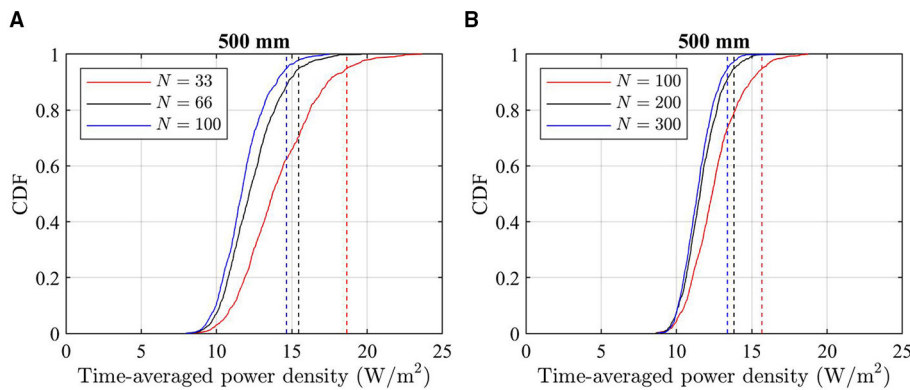 A
500 mm
1
0.8
0.6
0.4
0.2
0
CDF
N = 33
N = 66
N = 100
0 5 10 15 20 25
Time-averaged power density (W/m²)
B
500 mm
1
0.8
0.6
0.4
0.2
0
CDF
N = 100
N = 200
N = 300
0 5 10 15 20 25
Time-averaged power density (W/m²)